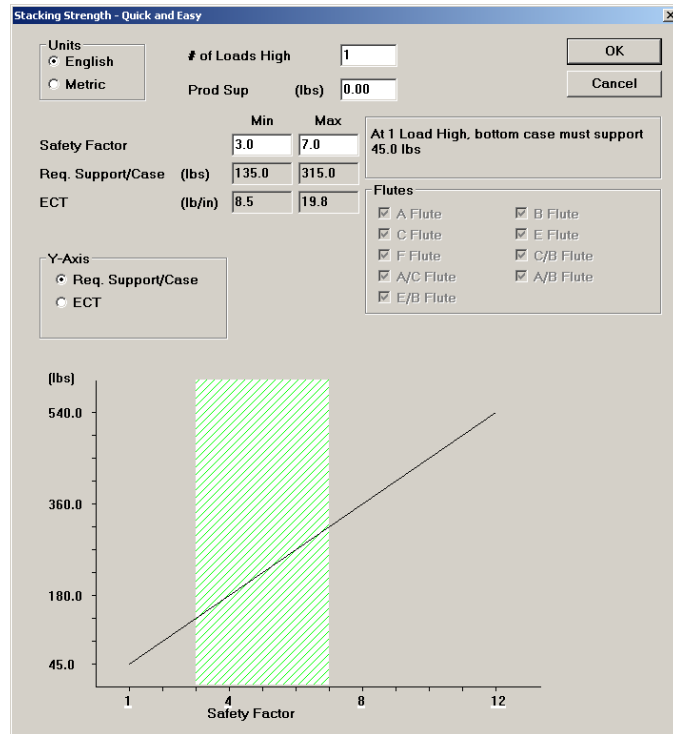 Stacking Strength - Quick and Easy
Units
English
Metric
# of Loads High 1
Prod Sup (lbs) 0.00
OK
Cancel
Min Max
Safety Factor 3.0 7.0
Req. Support/Case (lbs) 135.0 315.0
ECT (lb/in) 8.5 19.8
At 1 Load High, bottom case must support
45.0 lbs
Flutes
A Flute B Flute
C Flute E Flute
F Flute C/B Flute
A/C Flute A/B Flute
E/B Flute
Y-Axis
Req. Support/Case
ECT
(lbs)
540.0
360.0
180.0
45.0
1 4 8 12
Safety Factor